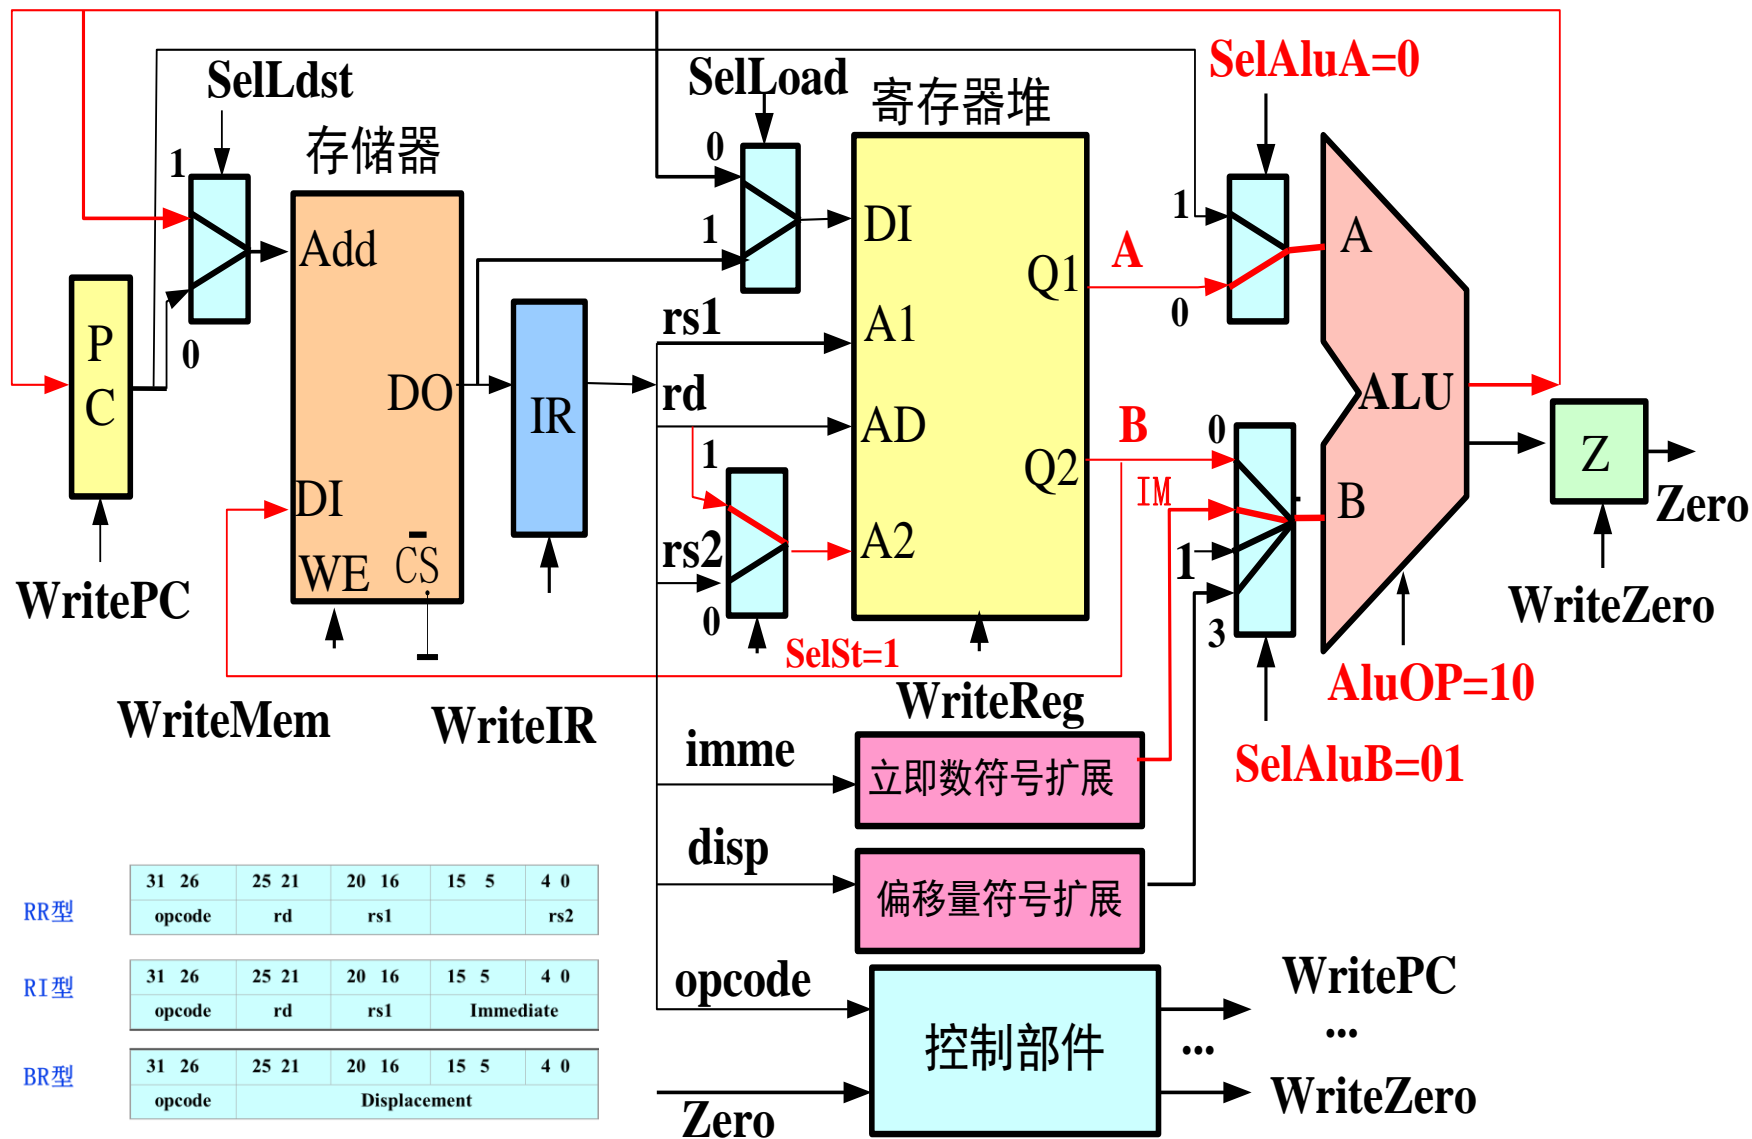 SelLdst
存储器
SelLoad
寄存器堆
SelAluA=0
1
0
P
C
WritePC
Add
DO
DI
WE
CS
WriteMem
IR
WriteIR
0
1
rs1
rd
1
rs2
0
SelSt=1
DI
A1
AD
A2
Q1
Q2
WriteReg
A
B
IM
1
0
0
1
3
A
B
ALU
AluOP=10
SelAluB=01
Z
Zero
WriteZero
imme
立即数符号扩展
disp
偏移量符号扩展
opcode
控制部件
Zero
WritePC
...
...
WriteZero
RR型
31 26 25 21 20 16 15 5 4 0
opcode rd rs1 rs2
RI型
31 26 25 21 20 16 15 5 4 0
opcode rd rs1 Immediate
BR型
31 26 25 21 20 16 15 5 4 0
opcode Displacement